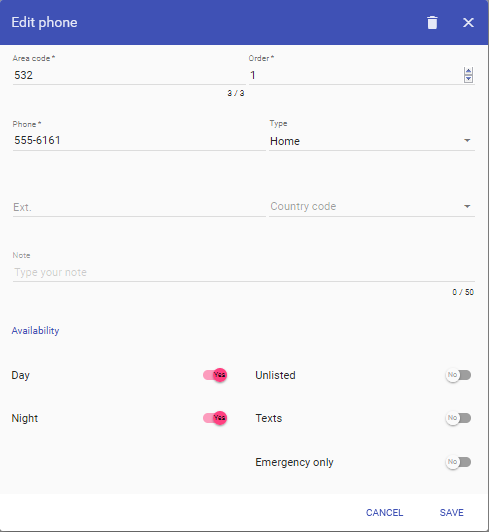 Edit phone
Area code *
Order *
532
1
3 / 3
Phone *
Type
555-6161
Home
Ext.
Country code
Note
Type your note
0 / 50
Availability
Day Yes
Unlisted No
Night Yes
Texts No
Emergency only No
CANCEL
SAVE